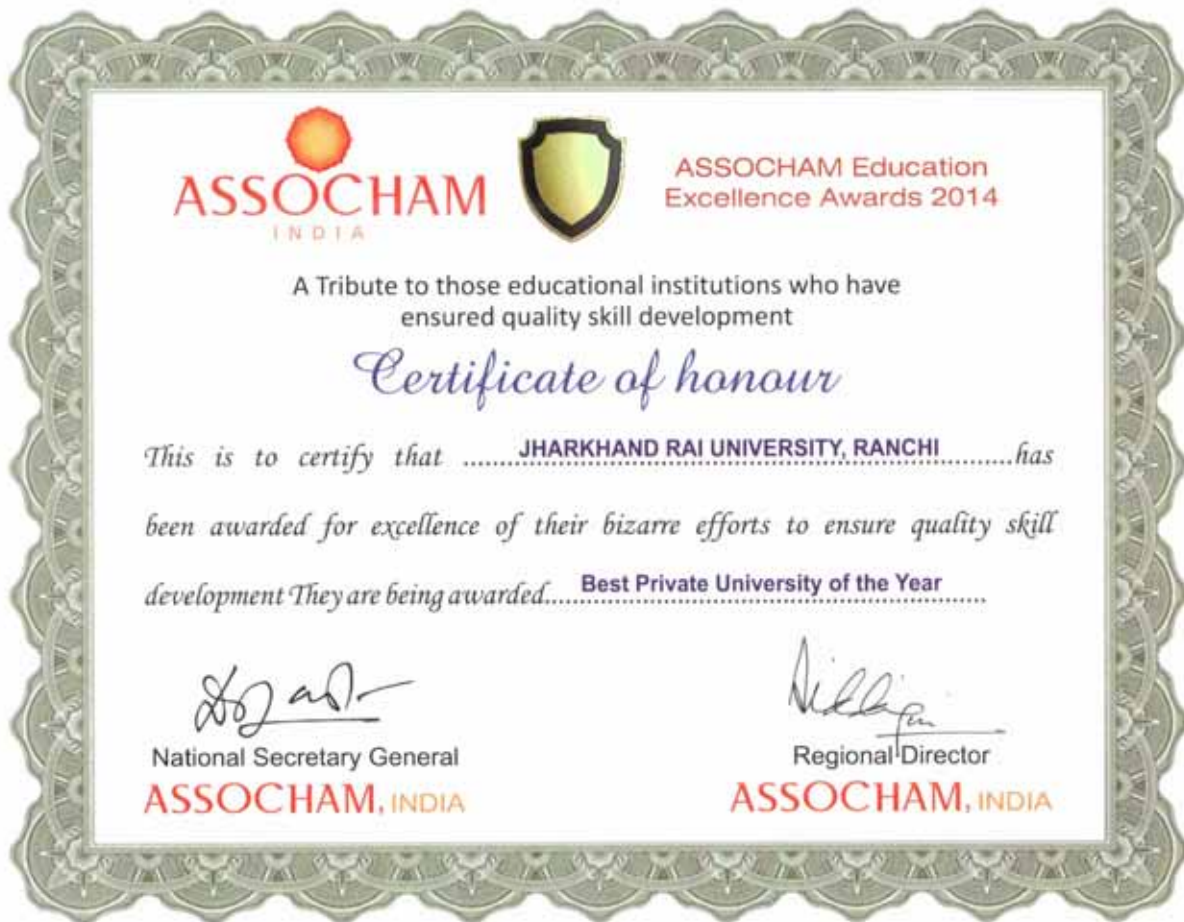 ASSOCHAM
INDIA
ASSOCHAM Education
Excellence Awards 2014
A Tribute to those educational institutions who have
ensured quality skill development
Certificate of honour
This is to certify that ..........JHARKHAND RAI UNIVERSITY, RANCHI..........has
been awarded for excellence of their bizarre efforts to ensure quality skill
development They are being awarded.....Best Private University of the Year......
National Secretary General
ASSOCHAM, INDIA
Regional Director
ASSOCHAM, INDIA